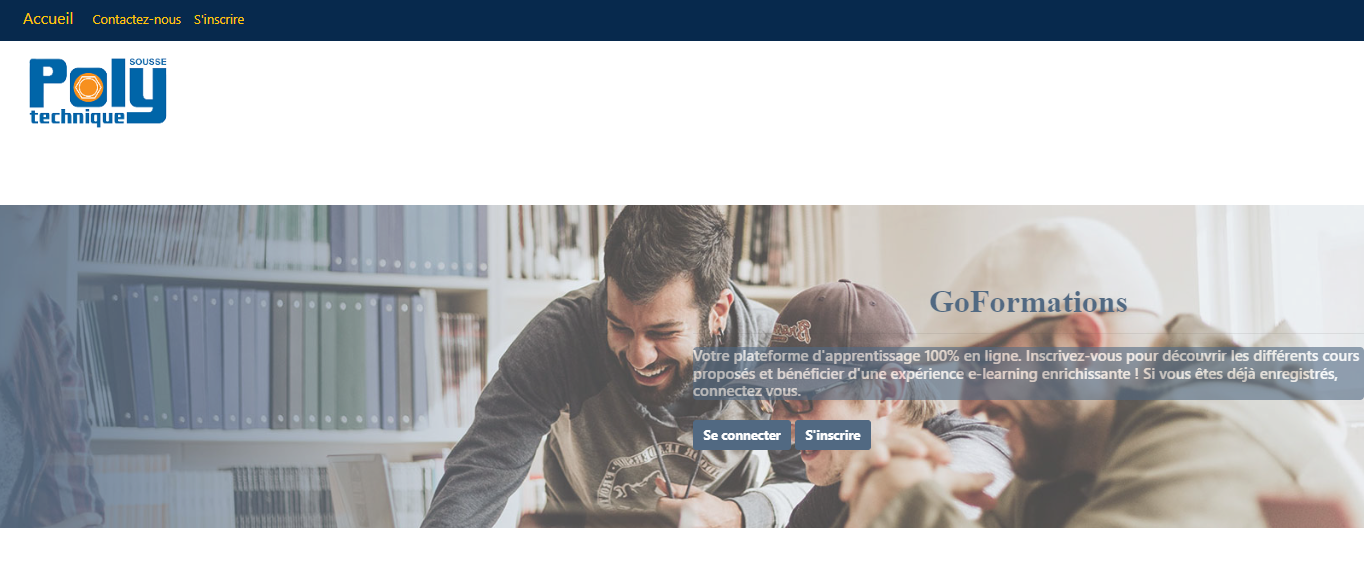 Accueil Contactez-nous S'inscrire
SOUSSE
Poly
technique
GoFormations
Votre plateforme d'apprentissage 100% en ligne. Inscrivez-vous pour découvrir les différents cours
proposés et bénéficier d'une expérience e-learning enrichissante ! Si vous êtes déjà enregistrés,
connectez vous.
Se connecter S'inscrire